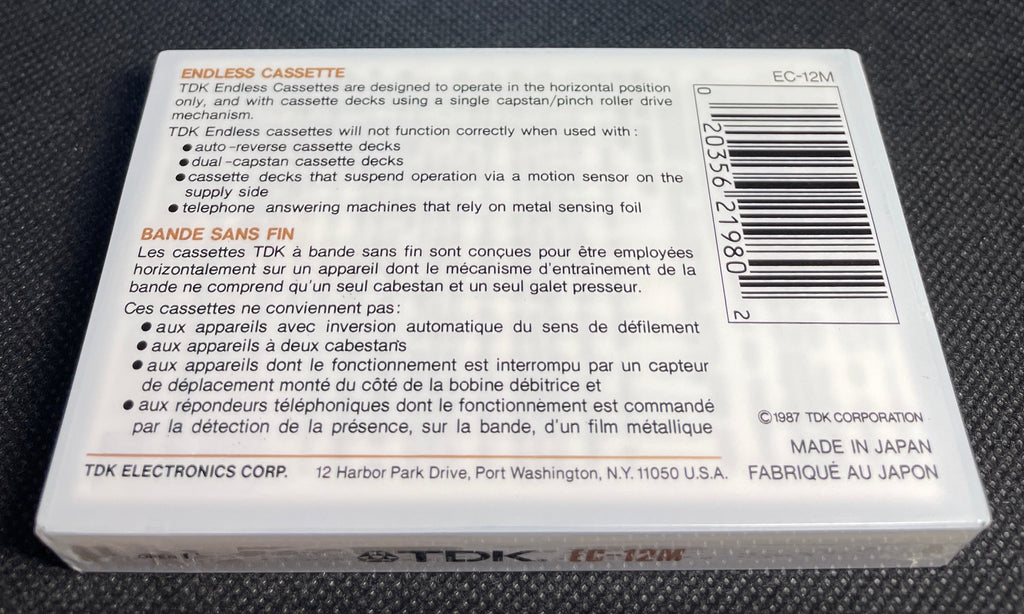 ENDLESS CASSETTE
TDK Endless Cassettes are designed to operate in the horizontal position
only, and with cassette decks using a single capstan/pinch roller drive
mechanism.
TDK Endless cassettes will not function correctly when used with:
● auto-reverse cassette decks
● dual-capstan cassette decks
● cassette decks that suspend operation via a motion sensor on the
supply side
● telephone answering machines that rely on metal sensing foil
BANDE SANS FIN
Les cassettes TDK à bande sans fin sont conçues pour être employées
horizontalement sur un appareil dont le mécanisme d'entraînement de la
bande ne comprend qu'un seul cabestan et un seul galet presseur.
Ces cassettes ne conviennent pas:
● aux appareils avec inversion automatique du sens de défilement
● aux appareils à deux cabestans
● aux appareils dont le fonctionnement est interrompu par un capteur
de déplacement monté du côté de la bobine débitrice et
● aux répondeurs téléphoniques dont le fonctionnement est commandé
par la détection de la présence, sur la bande, d'un film métallique
TDK ELECTRONICS CORP. 12 Harbor Park Drive, Port Washington, N.Y. 11050 U.S.A.
EC-12M
0 20356 21980 2
©1987 TDK CORPORATION
MADE IN JAPAN
FABRIQUÉ AU JAPON
TDK EC-12M